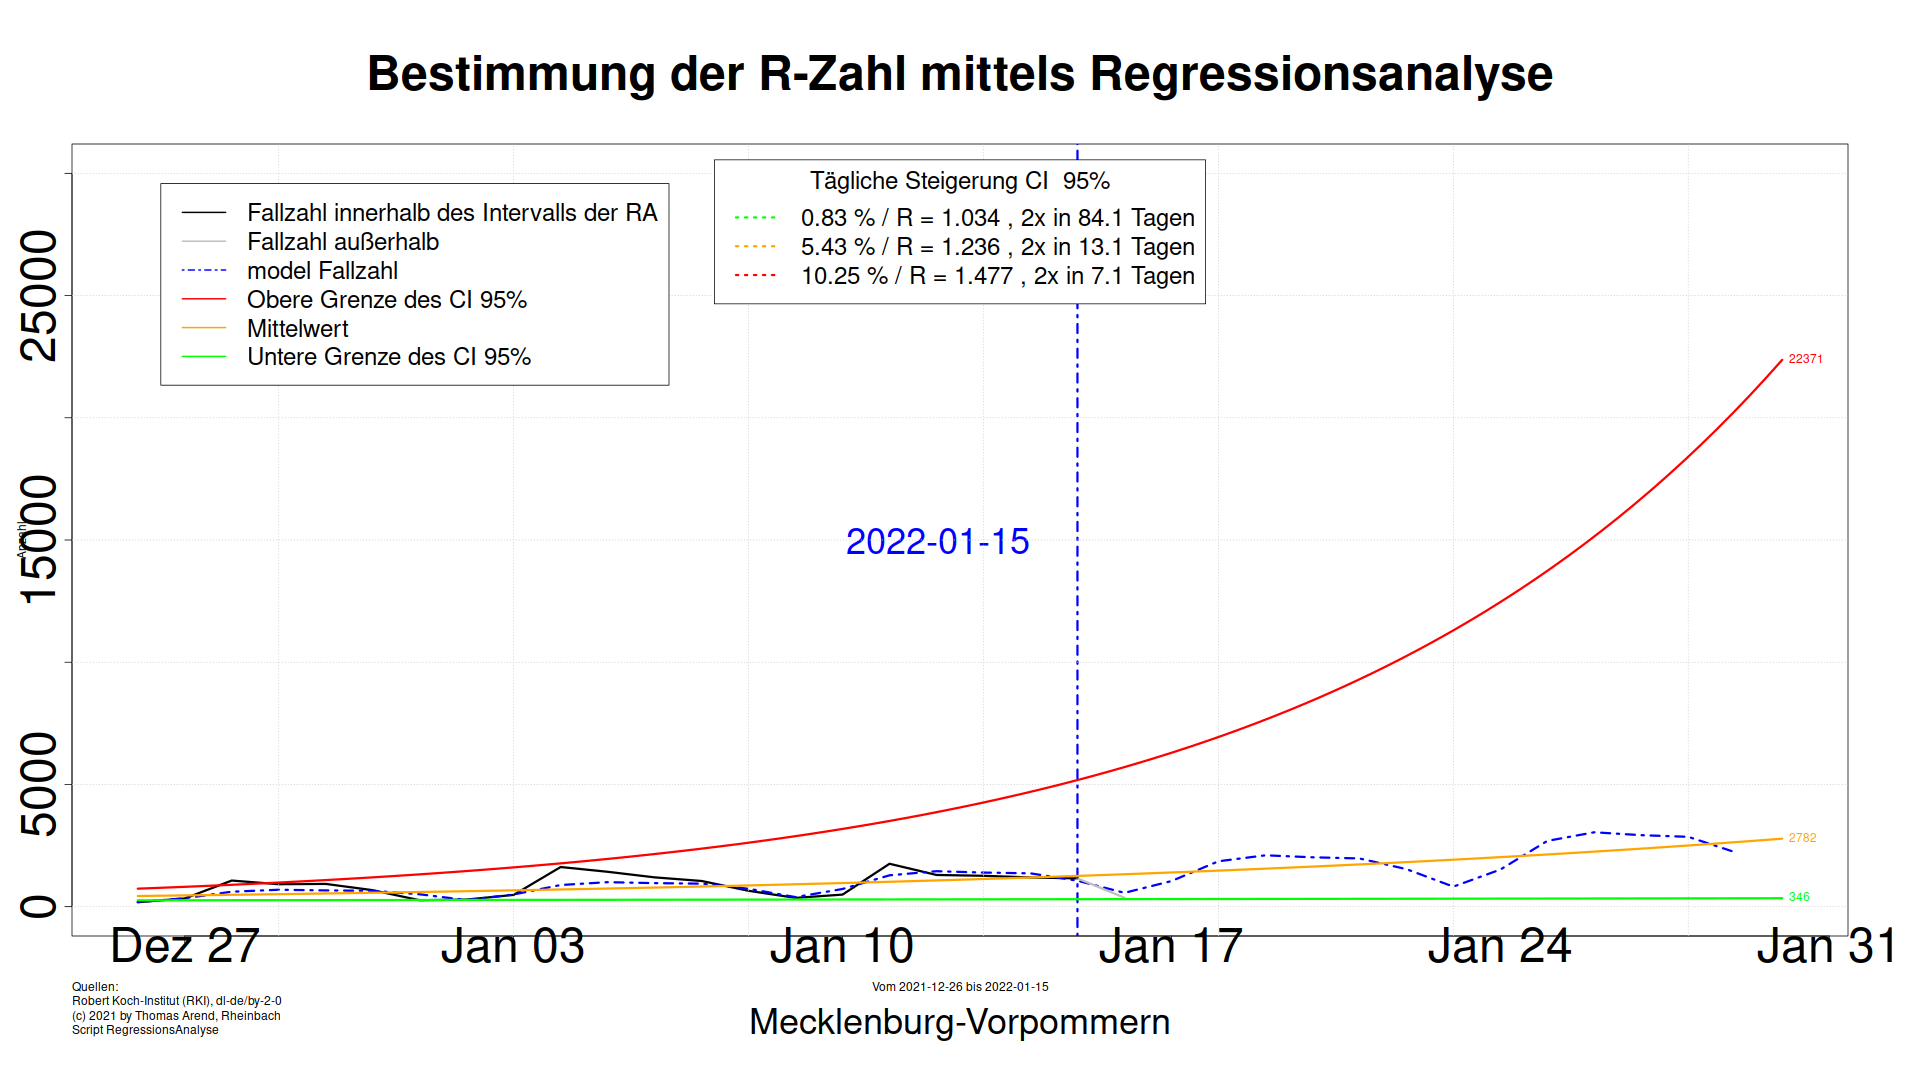 Bestimmung der R-Zahl mittels Regressionsanalyse
Fallzahl innerhalb des Intervalls der RA
Fallzahl außerhalb
model Fallzahl
Obere Grenze des CI 95%
Mittelwert
Untere Grenze des CI 95%
Tägliche Steigerung CI  95%
0.83 % / R = 1.034 , 2x in 84.1 Tagen
5.43 % / R = 1.236 , 2x in 13.1 Tagen
10.25 % / R = 1.477 , 2x in 7.1 Tagen
25000
15000
5000
0
Anzahl
2022-01-15
22371
2782
346
Dez 27
Jan 03
Jan 10
Jan 17
Jan 24
Jan 31
Quellen:
Robert Koch-Institut (RKI), dl-de/by-2-0
(c) 2021 by Thomas Arend, Rheinbach
Script RegressionsAnalyse
Vom 2021-12-26 bis 2022-01-15
Mecklenburg-Vorpommern